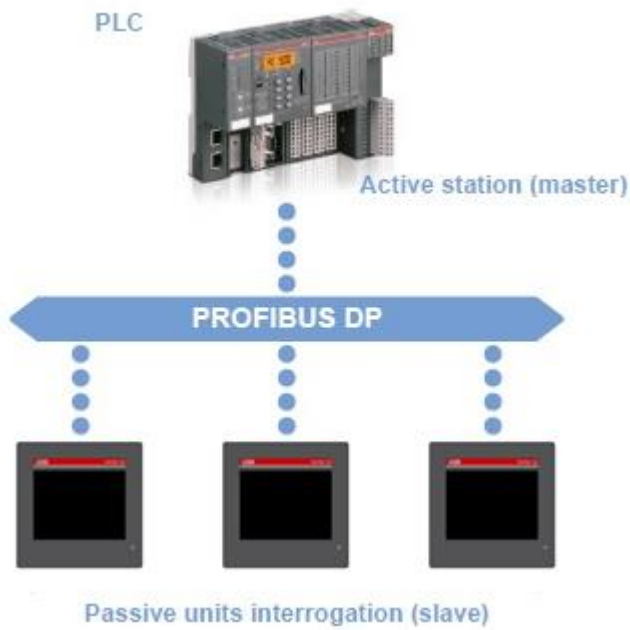 PLC
Active station (master)
PROFIBUS DP
Passive units interrogation (slave)